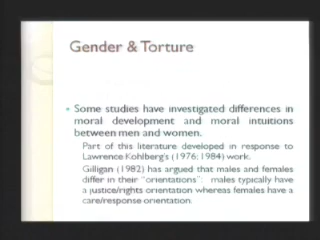 Gender & Torture
Some studies have investigated differences in
moral development and moral intuitions
between men and women.
Part of this literature developed in response to
Lawrence Kohlberg's (1976; 1984) work.
Gilligan (1982) has argued that males and females
differ in their "orientations": males typically have
a justice/rights orientation whereas females have a
care/response orientation.